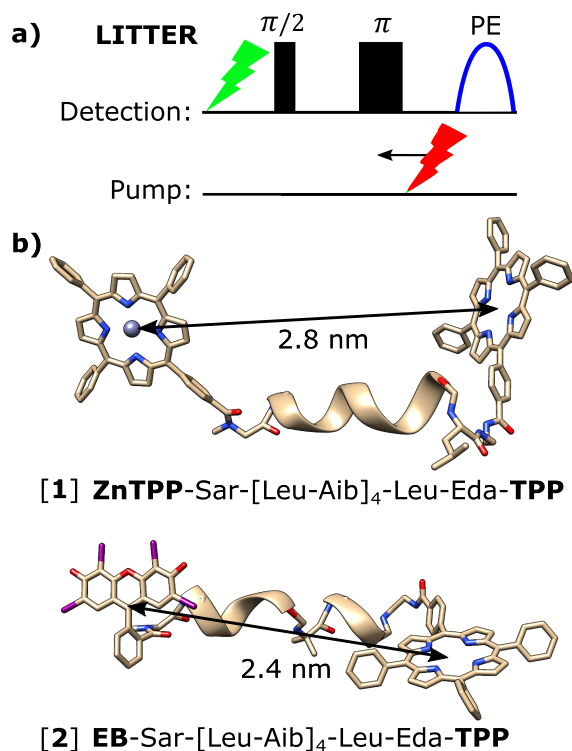 a) LITTER π/2 π PE
Detection:
Pump:
b)
2.8 nm
[1] ZnTPP-Sar-[Leu-Aib]₄-Leu-Eda-TPP
2.4 nm
[2] EB-Sar-[Leu-Aib]₄-Leu-Eda-TPP